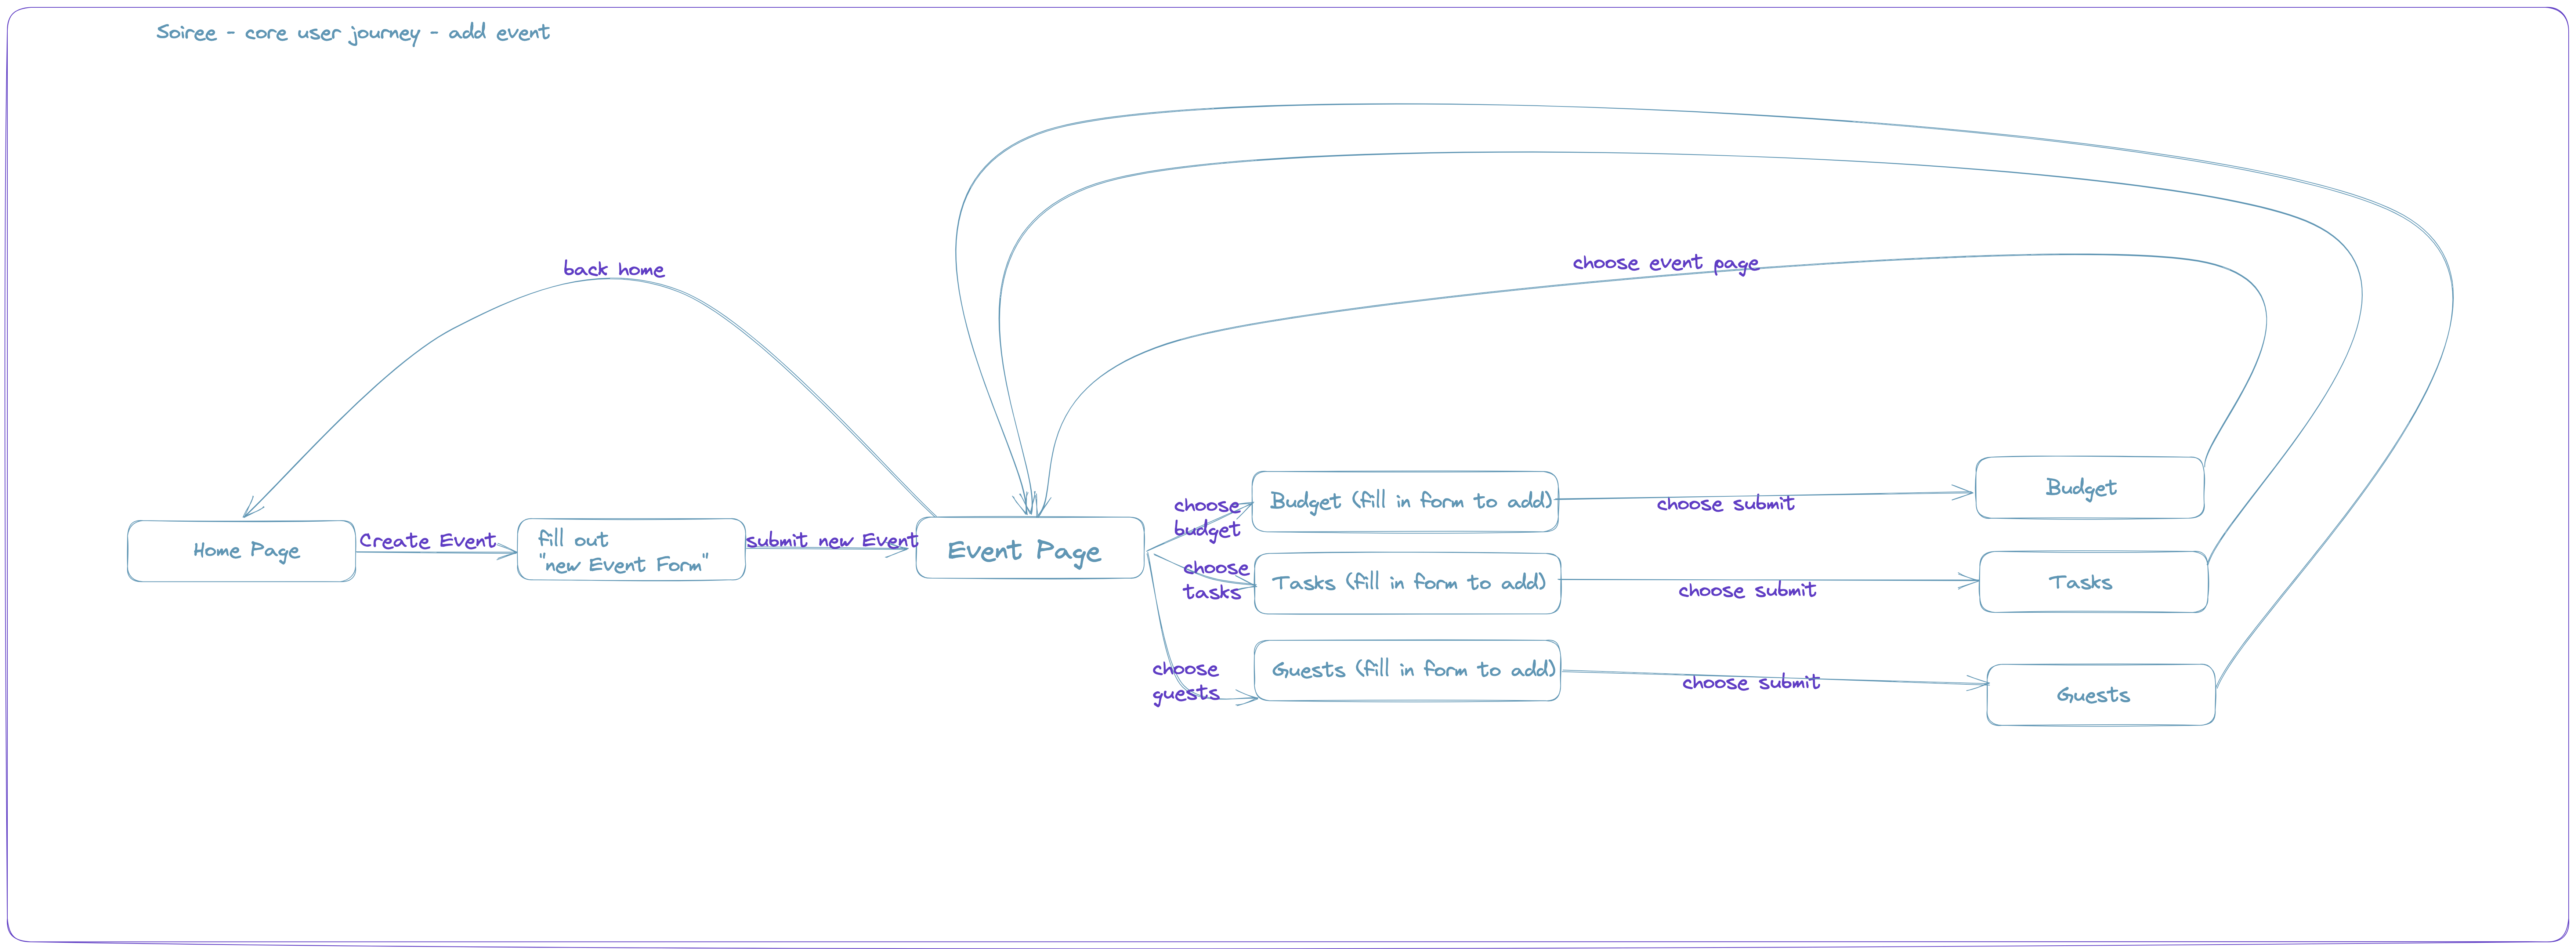 Soiree - core user journey - add event
back home
choose event page
Home Page
Create Event
fill out
"new Event Form"
submit new Event
Event Page
choose
budget
Budget (fill in form to add)
choose submit
Budget
choose
tasks
Tasks (fill in form to add)
choose submit
Tasks
choose
guests
Guests (fill in form to add)
choose submit
Guests